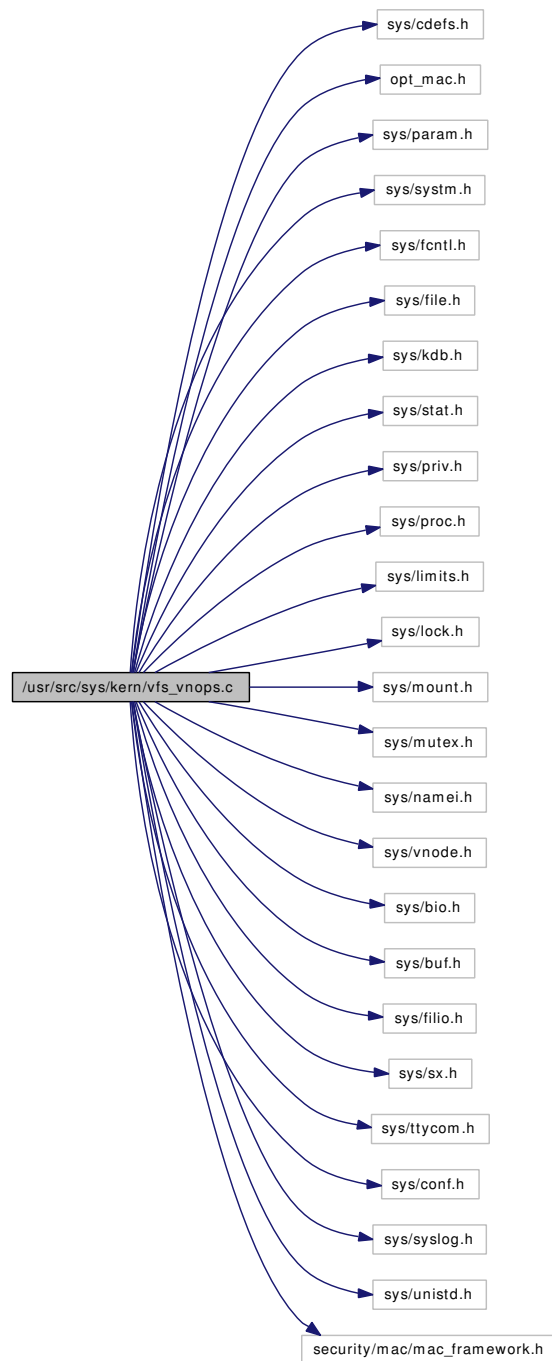 sys/cdefs.h
opt_mac.h
sys/param.h
sys/systm.h
sys/fcntl.h
sys/file.h
sys/kdb.h
sys/stat.h
sys/priv.h
sys/proc.h
sys/limits.h
sys/lock.h
/usr/src/sys/kern/vfs_vnops.c
sys/mount.h
sys/mutex.h
sys/namei.h
sys/vnode.h
sys/bio.h
sys/buf.h
sys/filio.h
sys/sx.h
sys/ttycom.h
sys/conf.h
sys/syslog.h
sys/unistd.h
security/mac/mac_framework.h